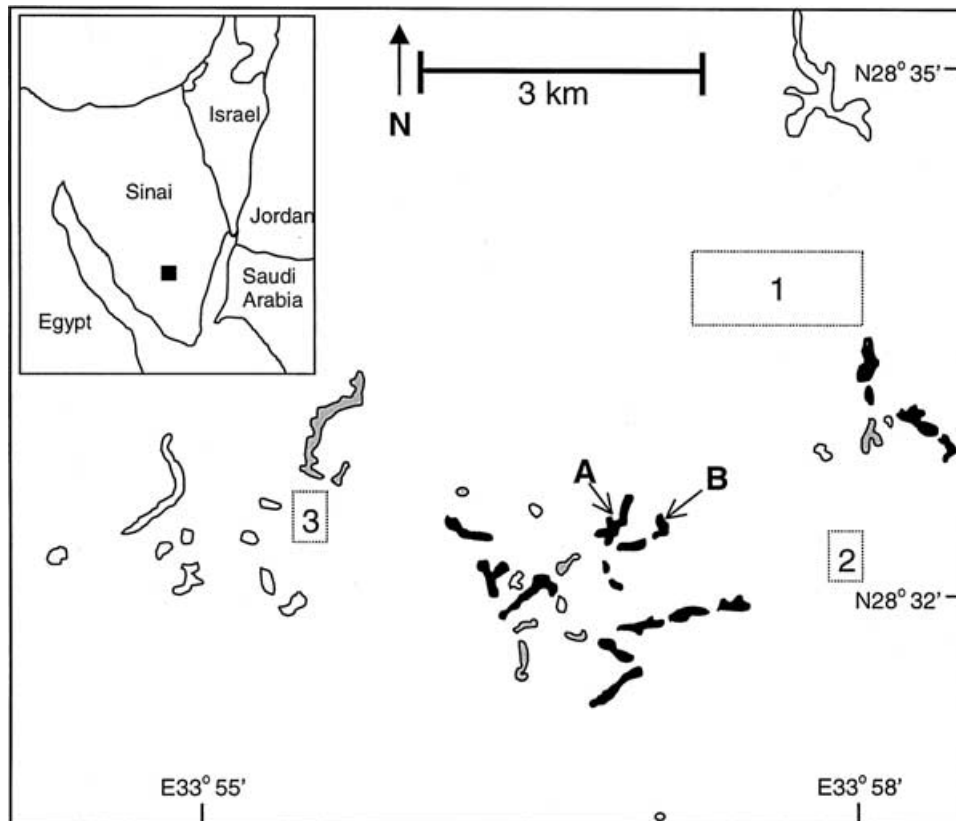 Israel
Sinai
Jordan
Saudi
Arabia
Egypt
N
3 km
N28° 35’
1
A
B
3
2
N28° 32’
E33° 55’
E33° 58’